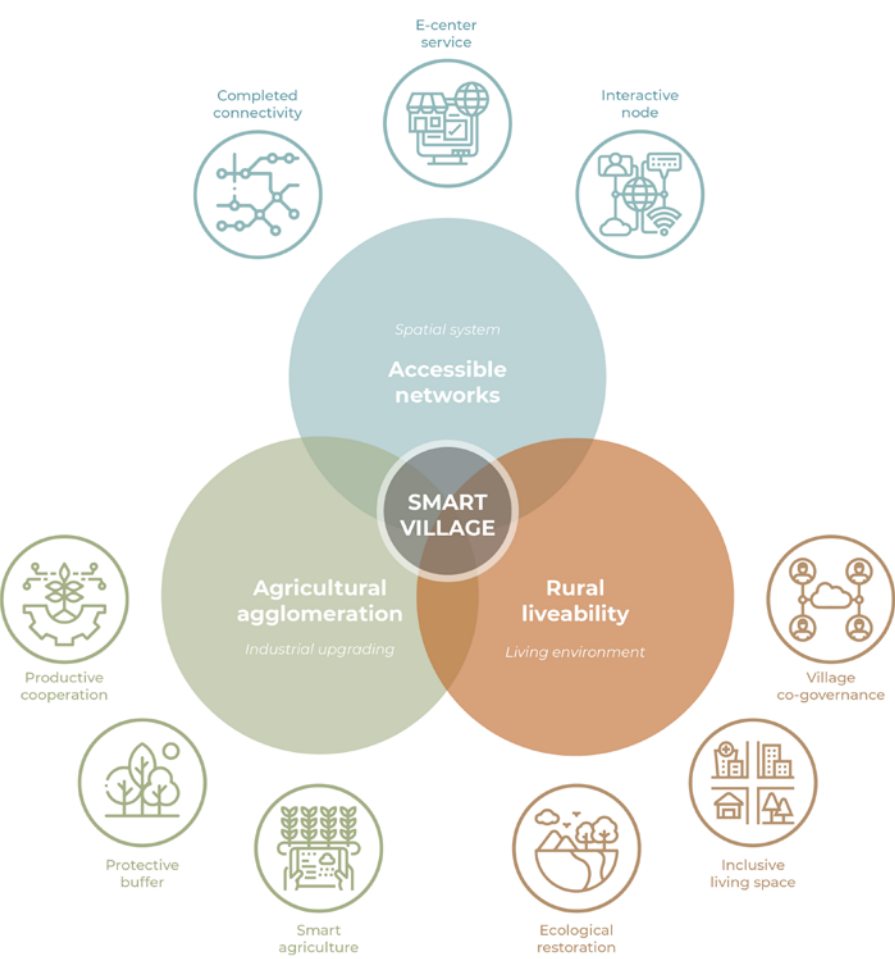 E-center
service
Completed
connectivity
Interactive
node
Spatial system
Accessible
networks
SMART
VILLAGE
Agricultural
agglomeration
Industrial upgrading
Rural
liveability
Living environment
Productive
cooperation
Village
co-governance
Protective
buffer
Inclusive
living space
Smart
agriculture
Ecological
restoration